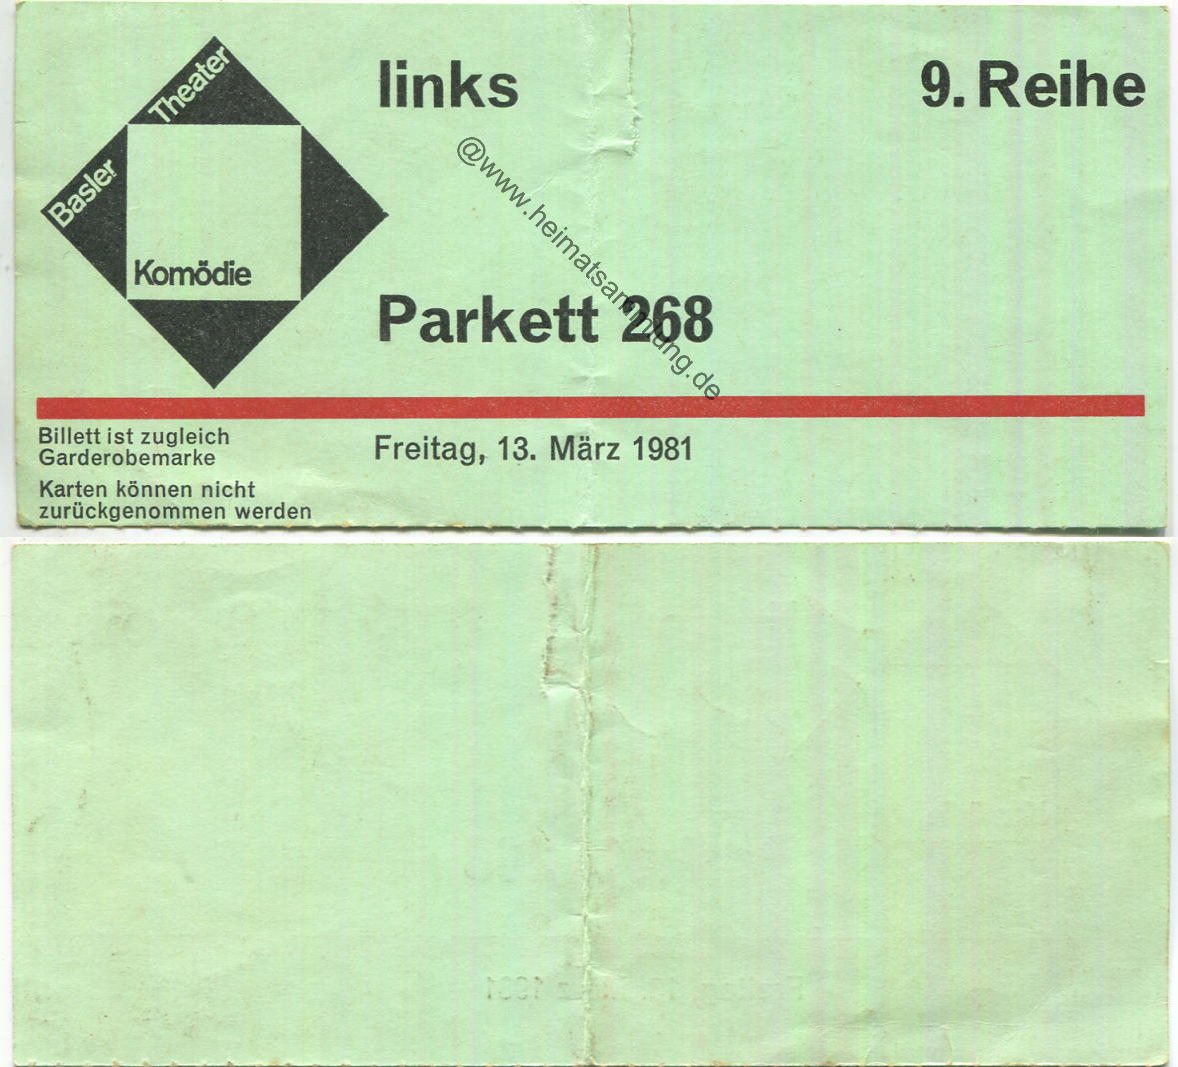 Basler Theater
Komödie
links
9. Reihe
Parkett 268
@www.heimatsammlung.de
Billett ist zugleich
Garderobemarke
Karten können nicht
zurückgenommen werden
Freitag, 13. März 1981